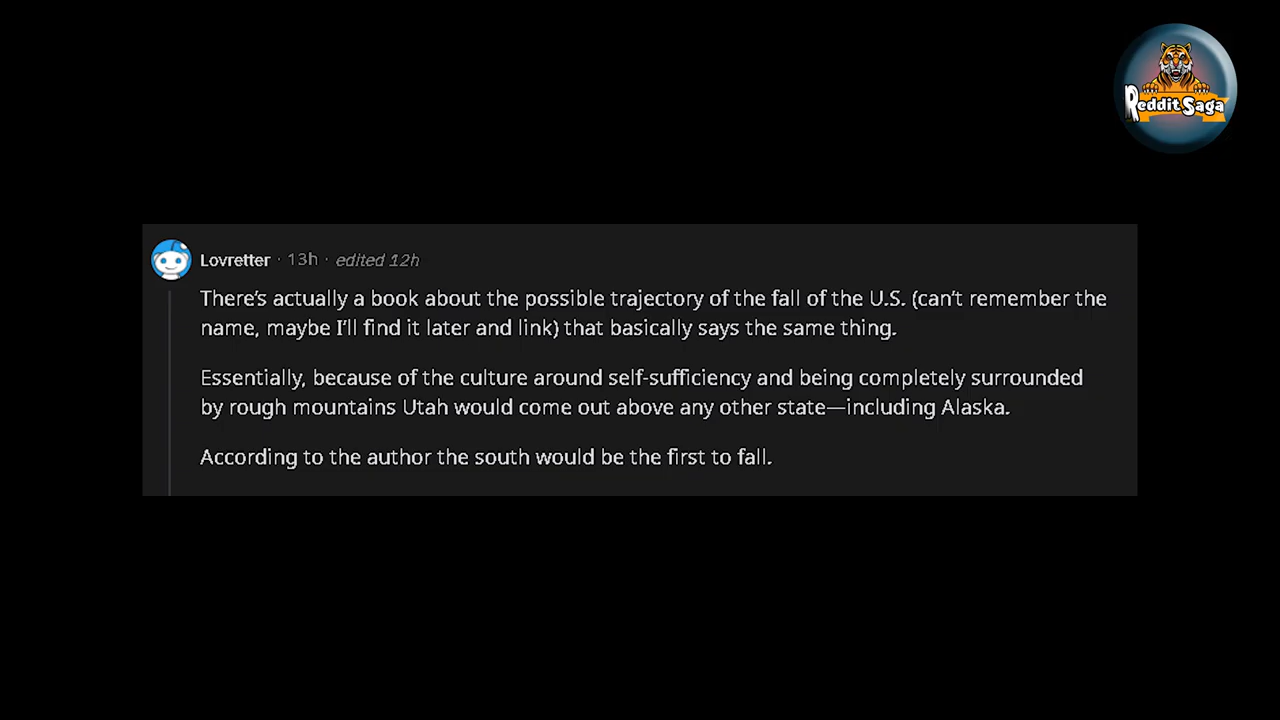 Reddit Saga
Lovretter · 13h · edited 12h
There's actually a book about the possible trajectory of the fall of the U.S. (can't remember the
name, maybe I'll find it later and link) that basically says the same thing.
Essentially, because of the culture around self-sufficiency and being completely surrounded
by rough mountains Utah would come out above any other state—including Alaska.
According to the author the south would be the first to fall.